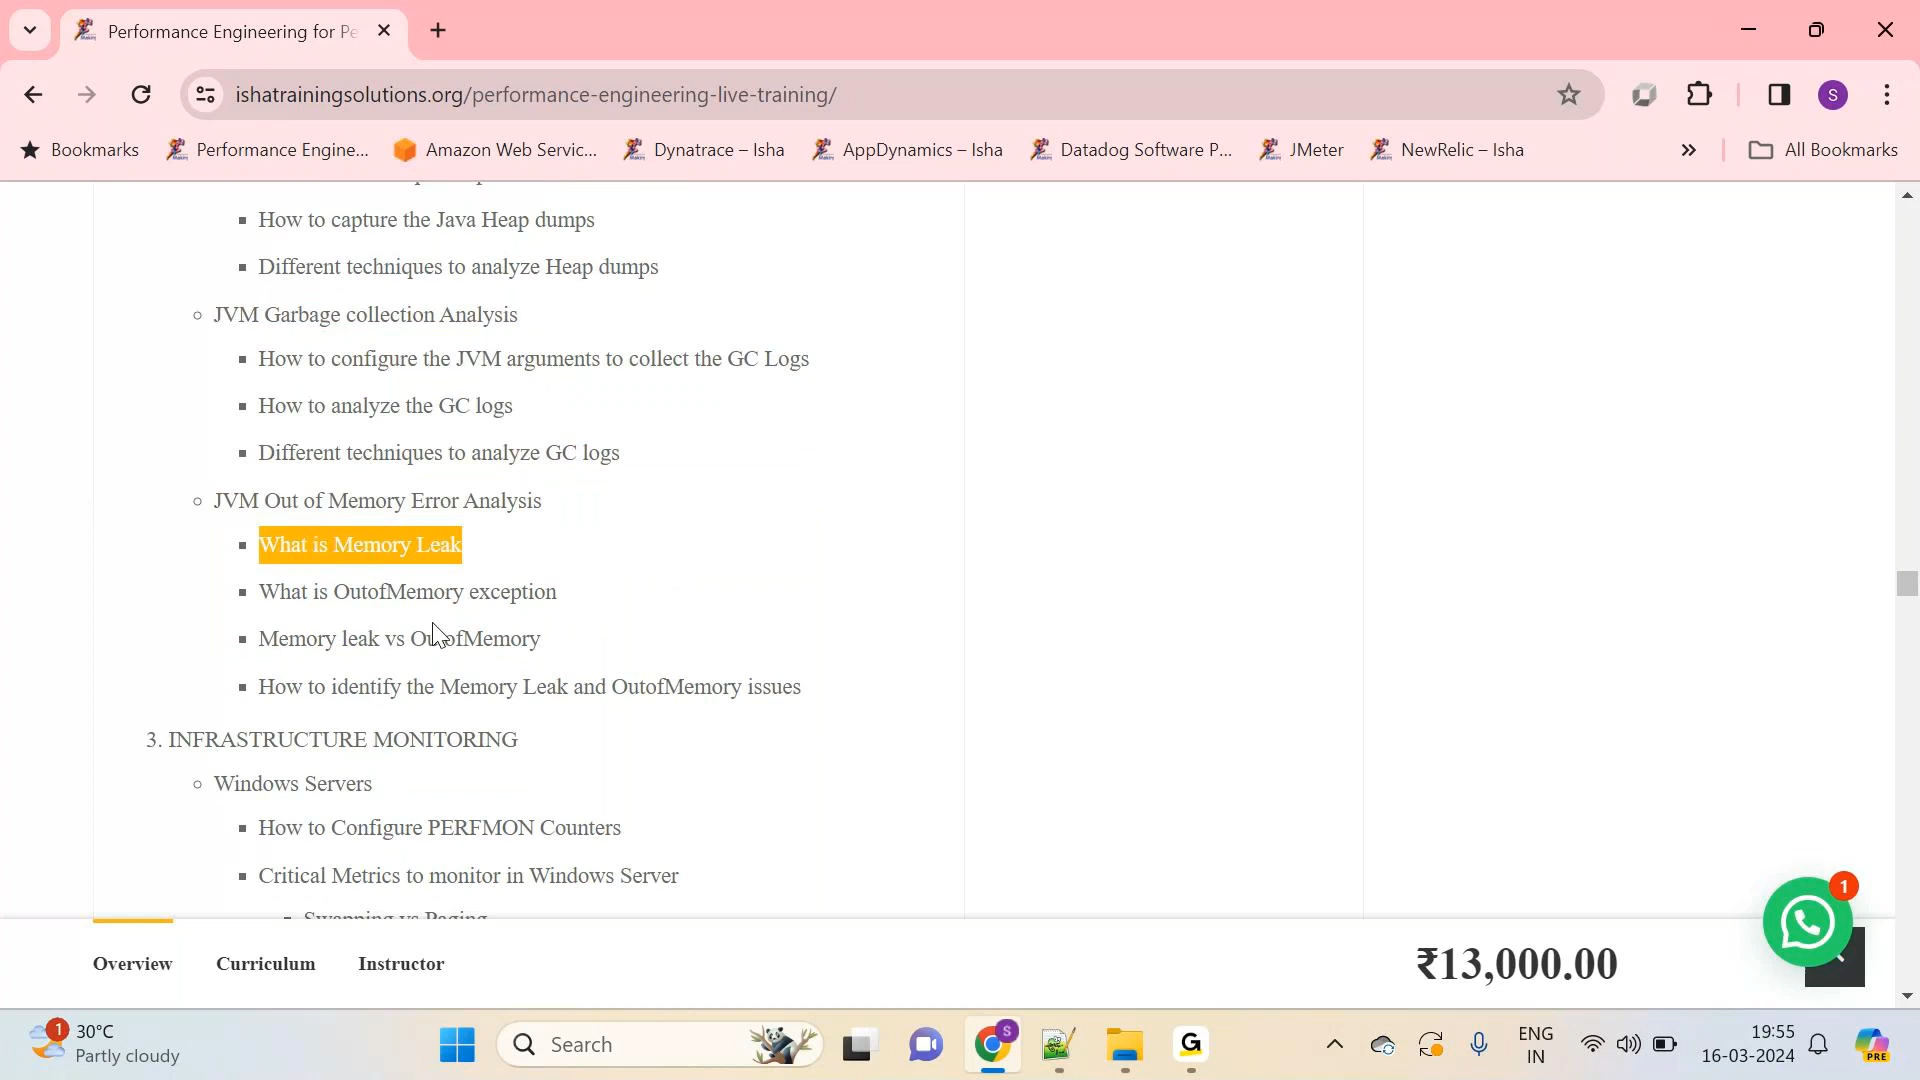 Performance Engineering for Pe
ishatrainingsolutions.org/performance-engineering-live-training/
S
Bookmarks
Performance Engine...
Amazon Web Servic...
Dynatrace – Isha
AppDynamics – Isha
Datadog Software P...
JMeter
NewRelic – Isha
All Bookmarks
How to capture the Java Heap dumps
Different techniques to analyze Heap dumps
JVM Garbage collection Analysis
How to configure the JVM arguments to collect the GC Logs
How to analyze the GC logs
Different techniques to analyze GC logs
JVM Out of Memory Error Analysis
What is Memory Leak
What is OutofMemory exception
Memory leak vs OutofMemory
How to identify the Memory Leak and OutofMemory issues
3. INFRASTRUCTURE MONITORING
Windows Servers
How to Configure PERFMON Counters
Critical Metrics to monitor in Windows Server
Swapping vs Paging
1
Overview
Curriculum
Instructor
₹13,000.00
1
30°C
Partly cloudy
Search
S
G
ENG
IN
19:55
16-03-2024
PRE